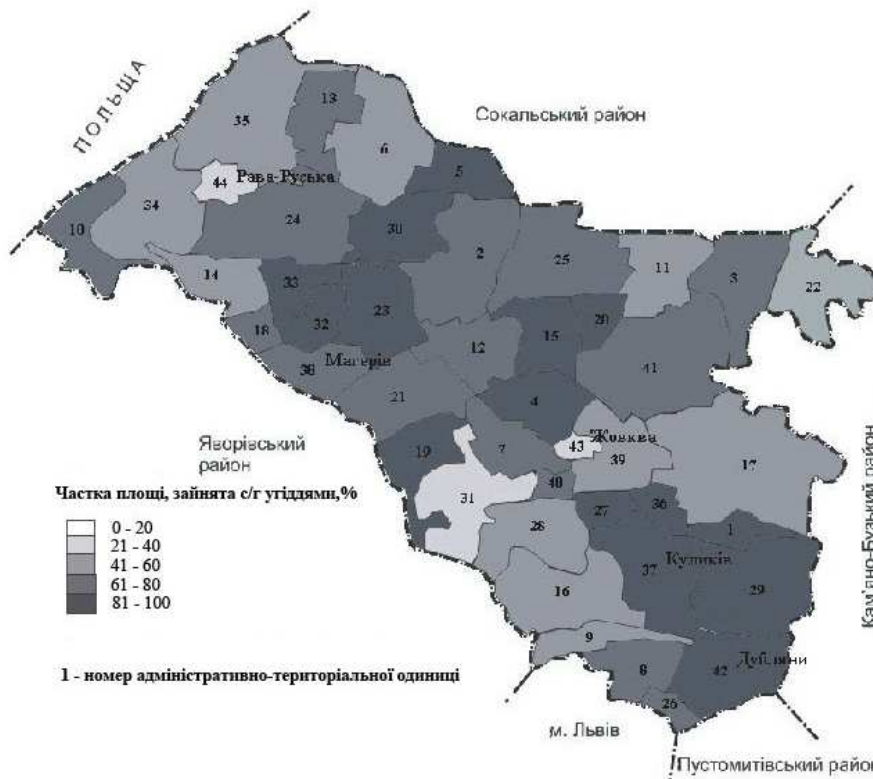 ПОЛЬЩА
Сокальський район
35
13
6
5
44
Рава-Руська
34
10
24
30
2
25
11
3
22
14
33
23
32
18
15
20
12
Магерів
38
41
21
4
Яворівський
район
19
7
43
Жовква
39
17
Кам'яно-Бузький район
31
40
Частка площі, зайнята с/г угіддями,%
0 - 20
21 - 40
41 - 60
61 - 80
81 - 100
27
36
28
1
37
Куликів
29
16
9
8
42
Дубляни
26
1 - номер адміністративно-територіальної одиниці
м. Львів
Пустомитівський район